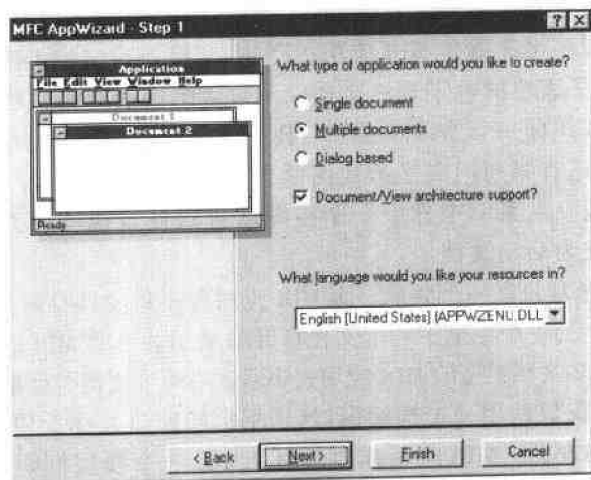 MFC AppWizard - Step 1
Application
File Edit View Window Help
Document 1
Document 2
Ready
What type of application would you like to create?
Single document
Multiple documents
Dialog based
Document/View architecture support?
What language would you like your resources in?
English [United States] (APPWZENU.DLL
< Back
Next >
Finish
Cancel